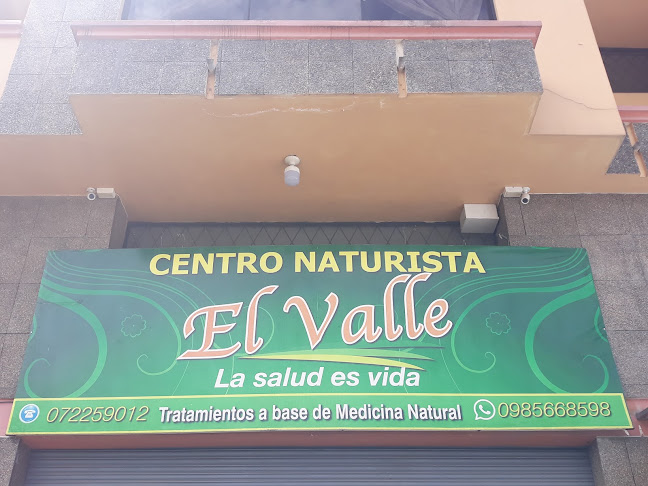 CENTRO NATURISTA
El Valle
La salud es vida
072259012 Tratamientos a base de Medicina Natural 0985668598